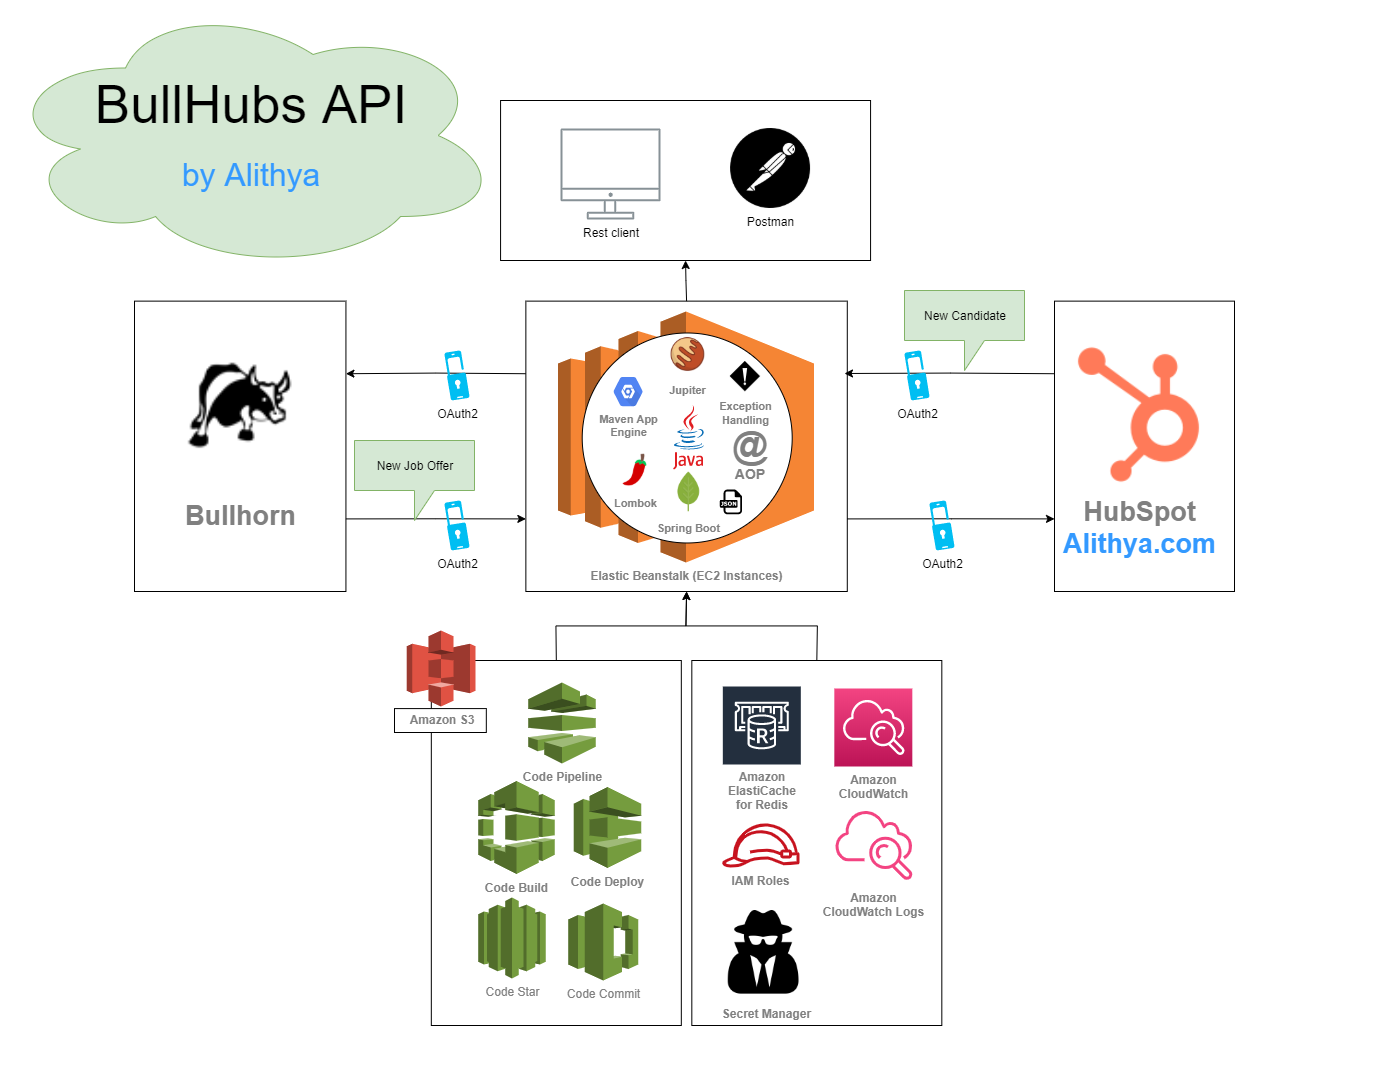 BullHubs API
by Alithya
Rest client
Postman
New Candidate
OAuth2
OAuth2
New Job Offer
OAuth2
OAuth2
Bullhorn
HubSpot
Alithya.com
Jupiter
Maven App
Engine
Exception
Handling
Java
@
AOP
Lombok
JSON
Spring Boot
Elastic Beanstalk (EC2 Instances)
Amazon S3
Code Pipeline
Code Build
Code Deploy
Code Star
Code Commit
R
Amazon
ElastiCache
for Redis
Amazon
CloudWatch
IAM Roles
Amazon
CloudWatch Logs
Secret Manager